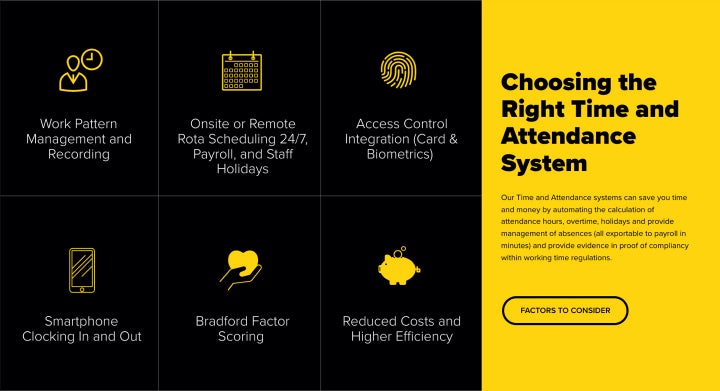 Work Pattern
Management and
Recording
Onsite or Remote
Rota Scheduling 24/7,
Payroll, and Staff
Holidays
Access Control
Integration (Card &
Biometrics)
Smartphone
Clocking In and Out
Bradford Factor
Scoring
Reduced Costs and
Higher Efficiency
Choosing the
Right Time and
Attendance
System
Our Time and Attendance systems can save you time
and money by automating the calculation of
attendance hours, overtime, holidays and provide
management of absences (all exportable to payroll in
minutes) and provide evidence in proof of compliancy
within working time regulations.
FACTORS TO CONSIDER